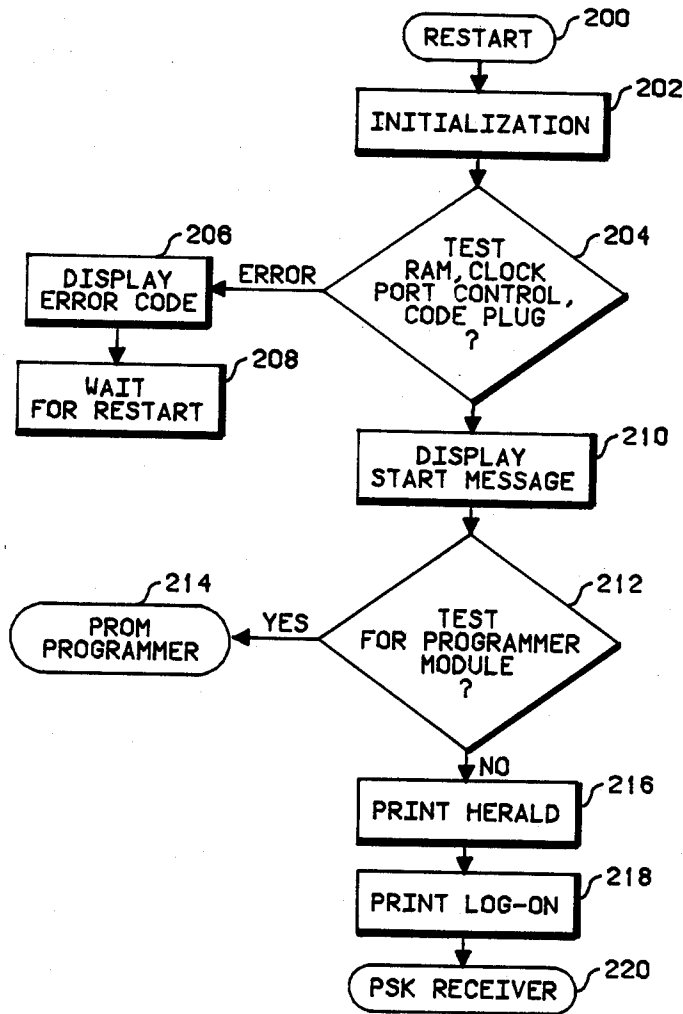 RESTART
200
202
INITIALIZATION
204
TEST
RAM, CLOCK
PORT CONTROL,
CODE PLUG
?
ERROR
206
DISPLAY
ERROR CODE
208
WAIT
FOR RESTART
210
DISPLAY
START MESSAGE
212
TEST
FOR PROGRAMMER
MODULE
?
YES
214
PROM
PROGRAMMER
NO
216
PRINT HERALD
218
PRINT LOG-ON
220
PSK RECEIVER